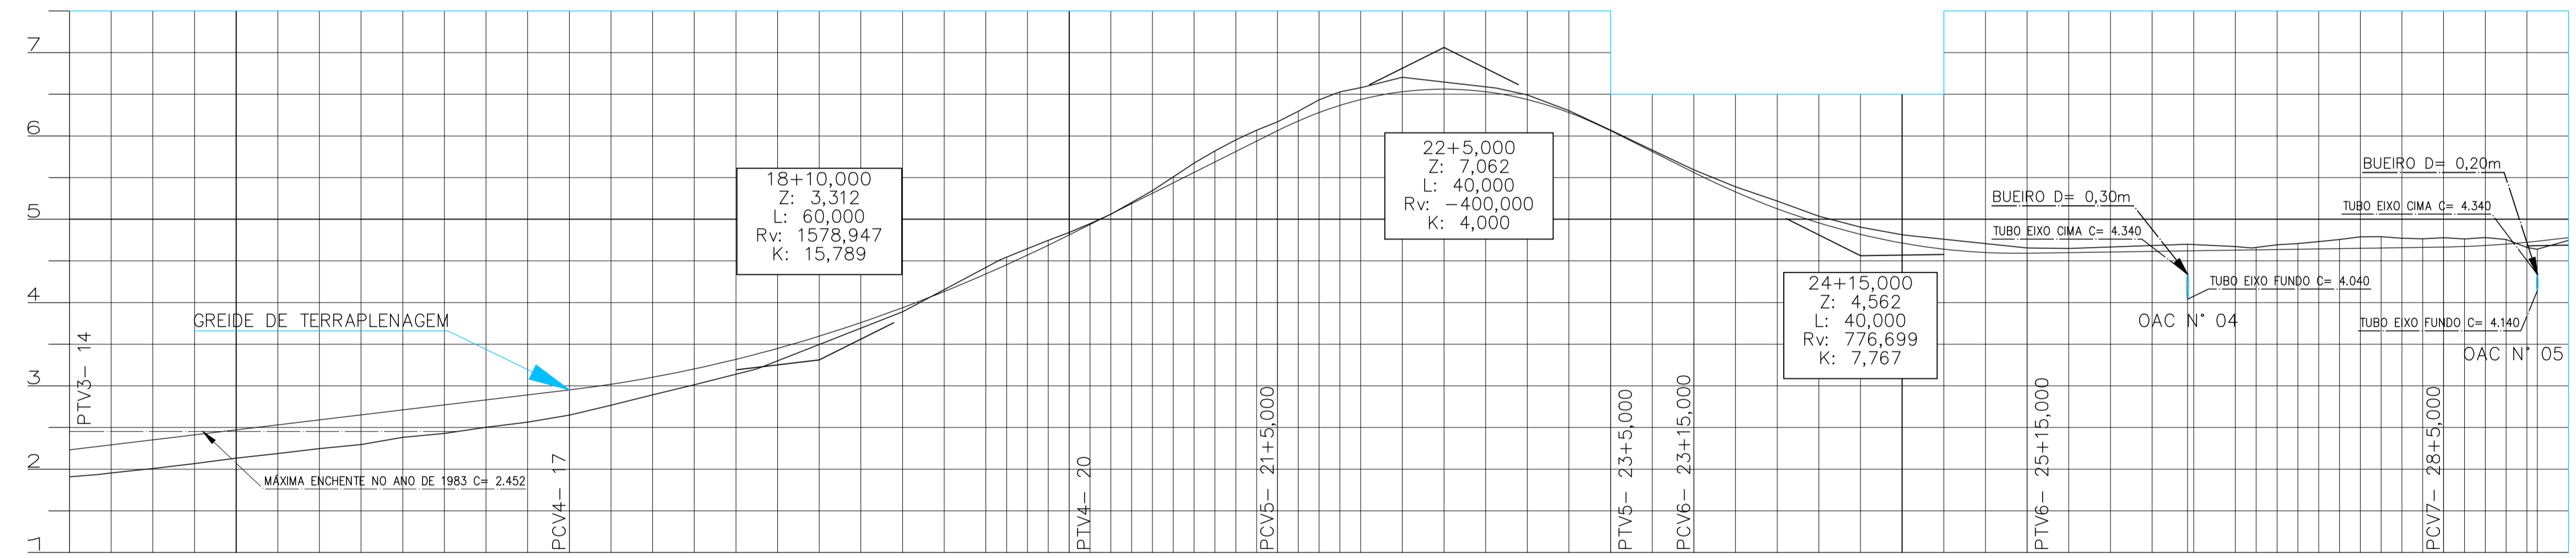 7
6
5
4
3
2
1
PTV3- 14
GREIDE DE TERRAPLENAGEM
MÁXIMA ENCHENTE NO ANO DE 1983 C= 2.452
PCV4- 17
18+10,000
Z: 3,312
L: 60,000
Rv: 1578,947
K: 15,789
PTV4- 20
PCV5- 21+5,000
22+5,000
Z: 7,062
L: 40,000
Rv: -400,000
K: 4,000
PTV5- 23+5,000
PCV6- 23+15,000
24+15,000
Z: 4,562
L: 40,000
Rv: 776,699
K: 7,767
BUEIRO D= 0,30m
TUBO EIXO CIMA C= 4.340
TUBO EIXO FUNDO C= 4.040
OAC N° 04
PTV6- 25+15,000
BUEIRO D= 0,20m
TUBO EIXO CIMA C= 4.340
TUBO EIXO FUNDO C= 4.140
OAC N° 05
PCV7- 28+5,000